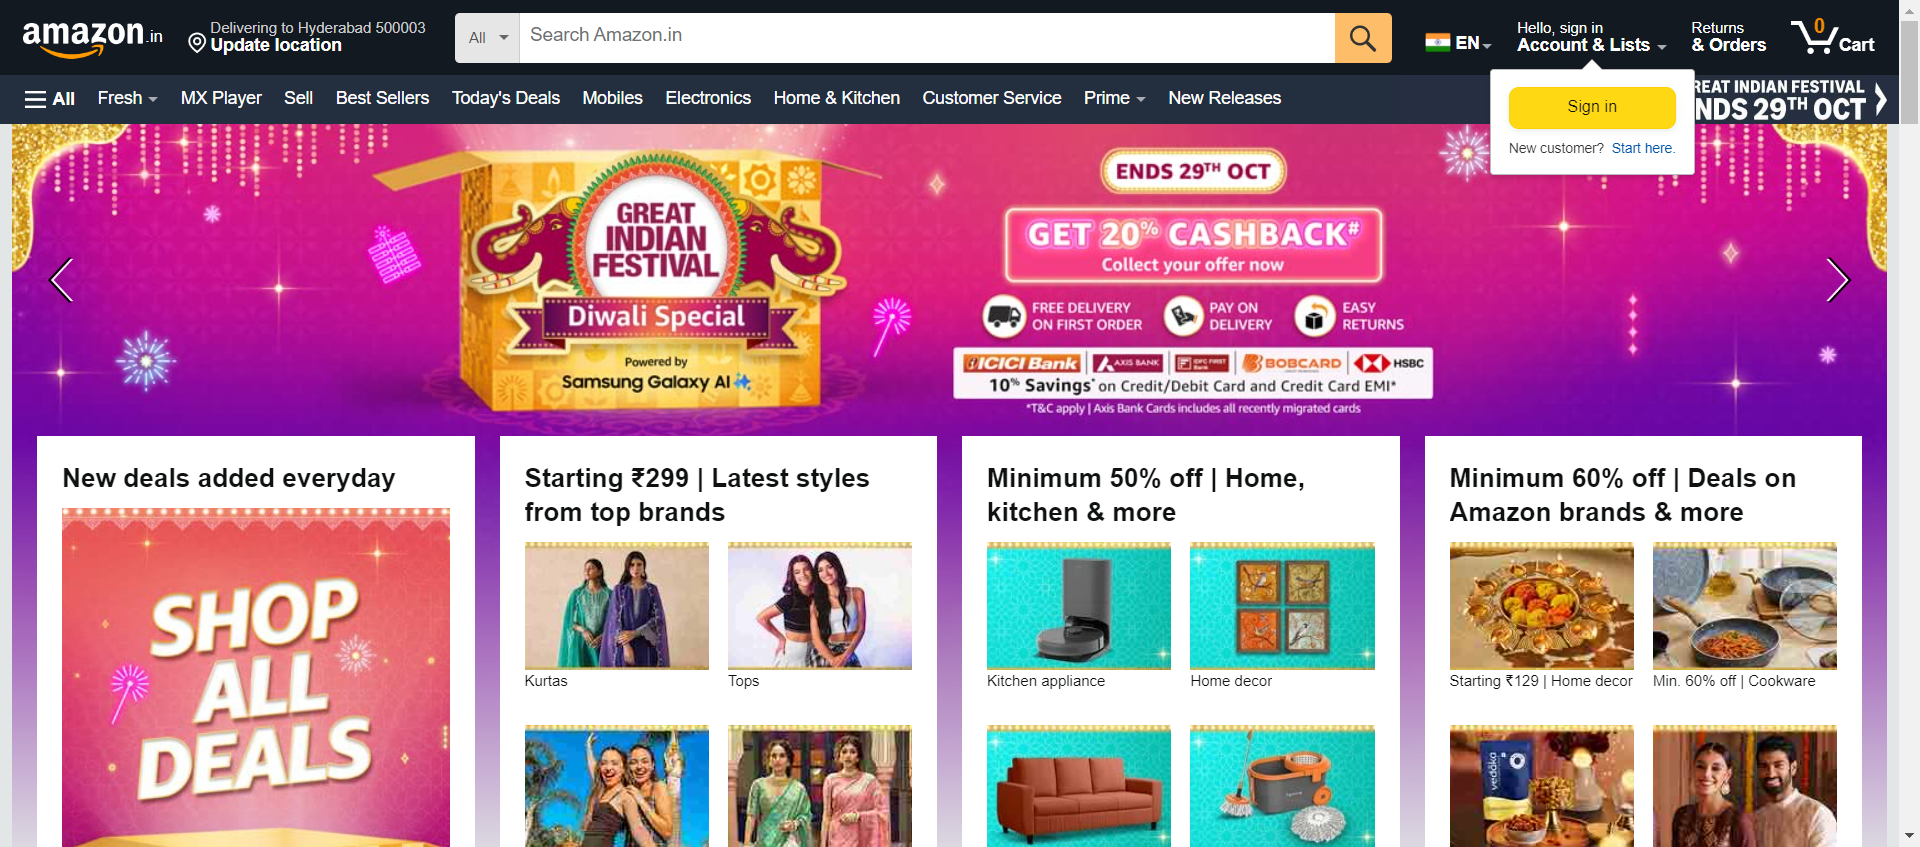 amazon.in
Delivering to Hyderabad 500003
Update location
All
Search Amazon.in
EN
Hello, sign in
Account & Lists
Returns
& Orders
0
Cart
All
Fresh
MX Player
Sell
Best Sellers
Today's Deals
Mobiles
Electronics
Home & Kitchen
Customer Service
Prime
New Releases
REAT INDIAN FESTIVAL
NDS 29TH OCT
Sign in
New customer? Start here.
GREAT
INDIAN
FESTIVAL
Diwali Special
Powered by
Samsung Galaxy AI
ENDS 29TH OCT
GET 20% CASHBACK#
Collect your offer now
FREE DELIVERY
ON FIRST ORDER
PAY ON
DELIVERY
EASY
RETURNS
ICICI Bank
AXIS BANK
IDFC FIRST
Bank
BOBCARD
HSBC
10% Savings* on Credit/Debit Card and Credit Card EMI*
*T&C apply | Axis Bank Cards includes all recently migrated cards
New deals added everyday
SHOP
ALL
DEALS
Starting ₹299 | Latest styles
from top brands
Kurtas
Tops
Minimum 50% off | Home,
kitchen & more
Kitchen appliance
Home decor
Minimum 60% off | Deals on
Amazon brands & more
Starting ₹129 | Home decor
Min. 60% off | Cookware
vedaka